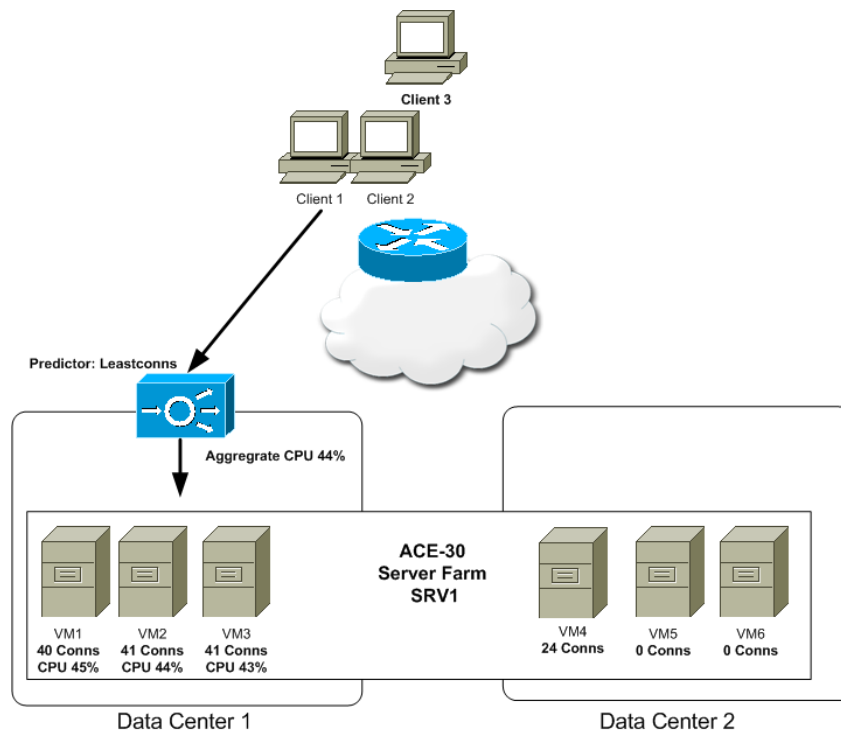 Client 3
Client 1
Client 2
Predictor: Leastconns
Aggregrate CPU 44%
ACE-30
Server Farm
SRV1
VM1
40 Conns
CPU 45%
VM2
41 Conns
CPU 44%
VM3
41 Conns
CPU 43%
VM4
24 Conns
VM5
0 Conns
VM6
0 Conns
Data Center 1
Data Center 2